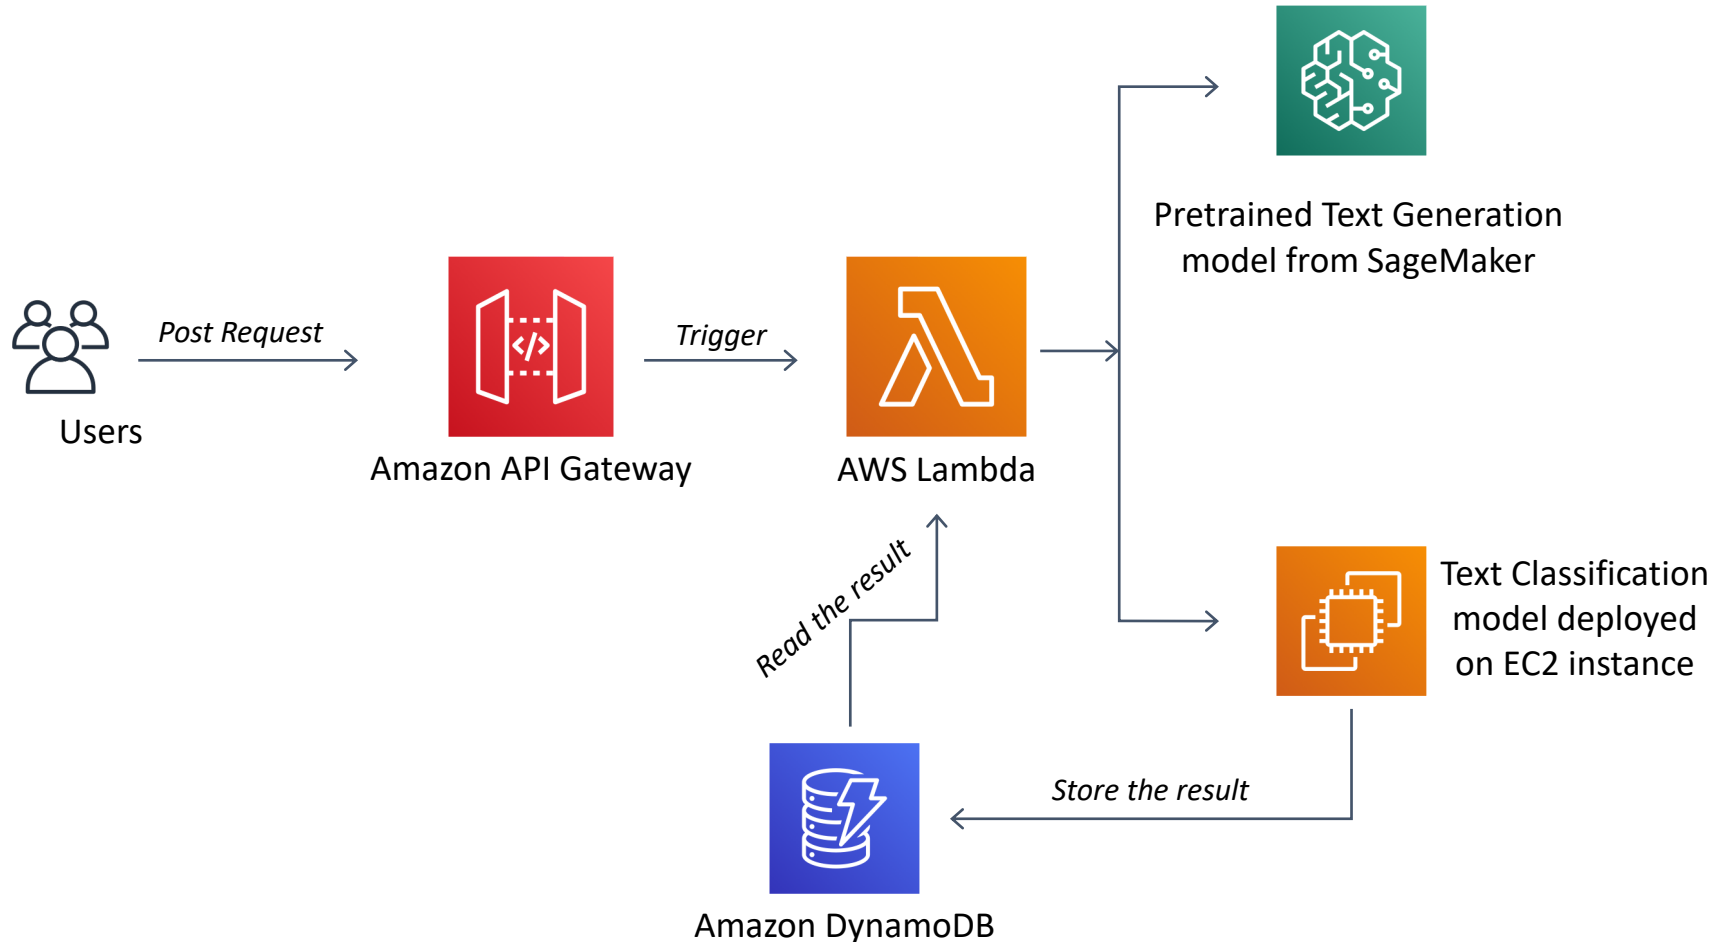 Pretrained Text Generation
model from SageMaker
Post Request
Trigger
</>
Users
Amazon API Gateway
AWS Lambda
Read the result
Text Classification
model deployed
on EC2 instance
Store the result
Amazon DynamoDB